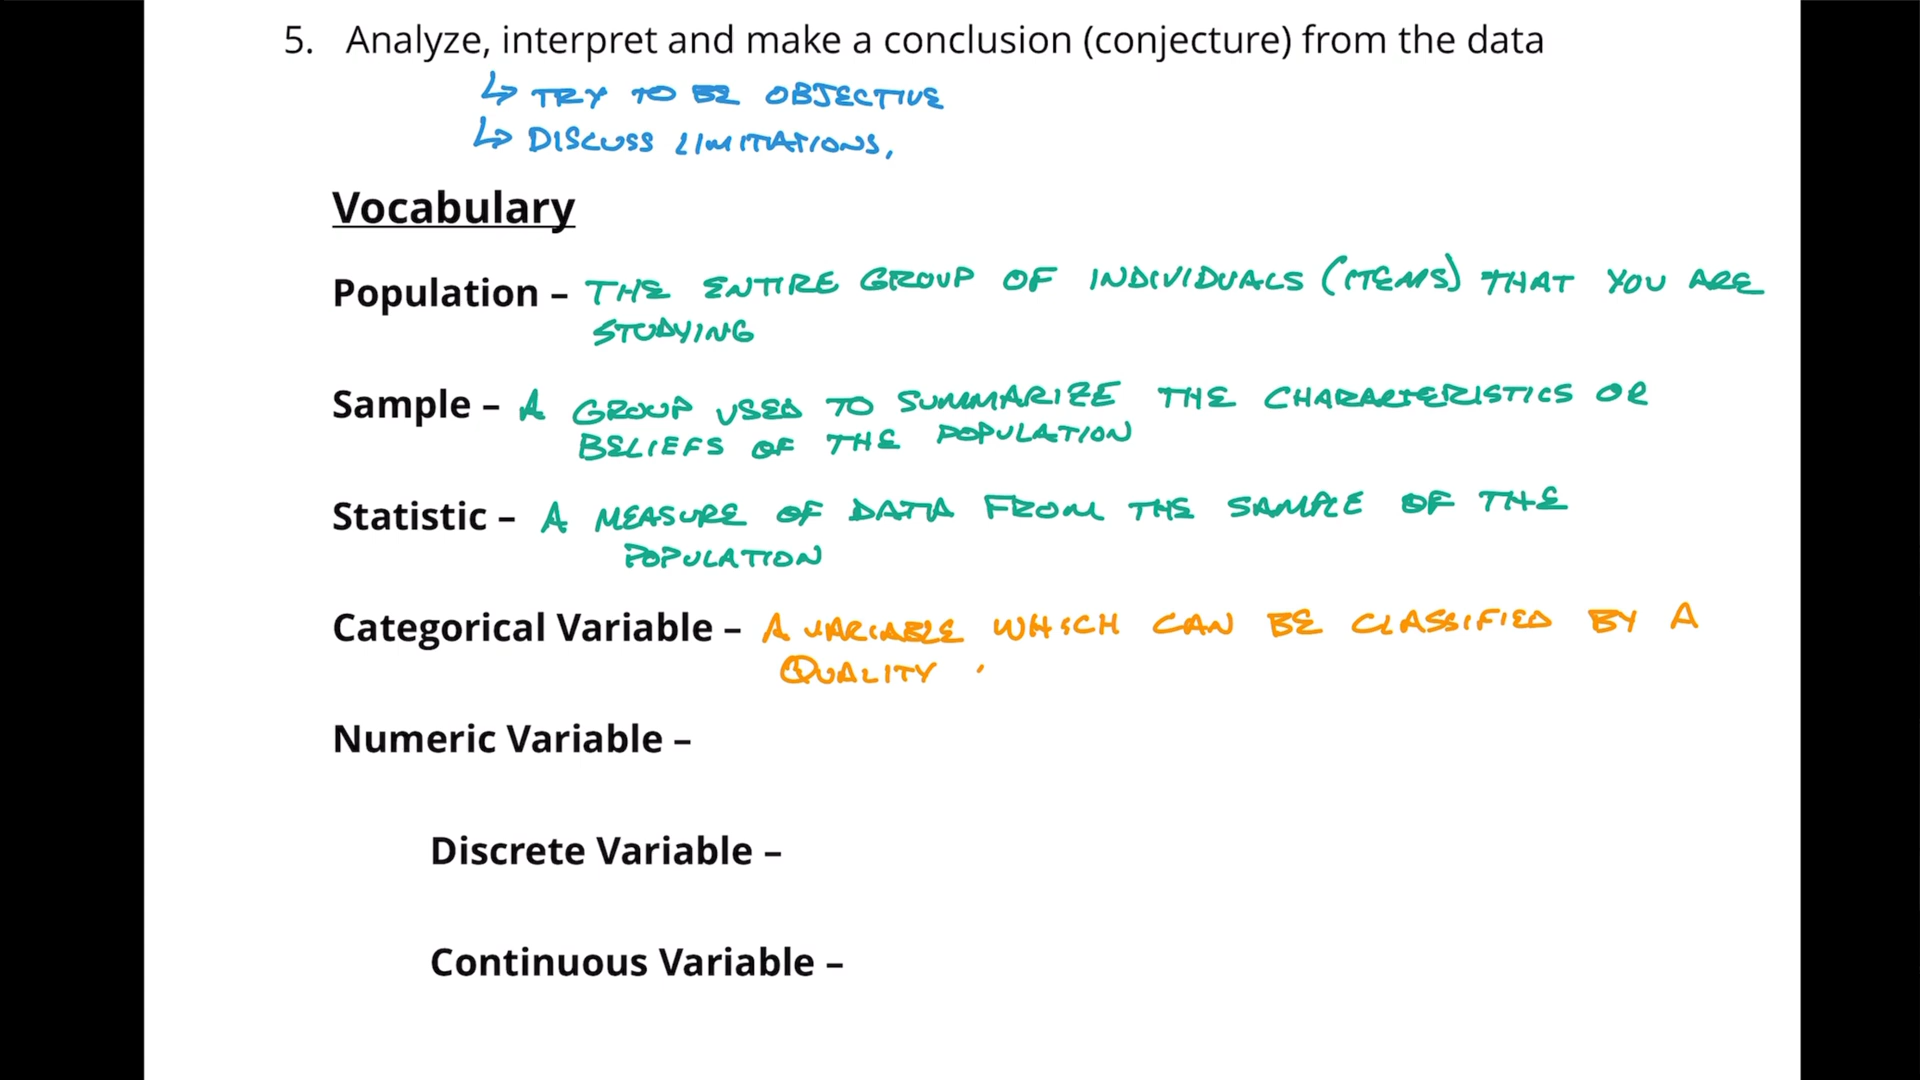 5. Analyze, interpret and make a conclusion (conjecture) from the data
↳ TRY TO BE OBJECTIVE
↳ DISCUSS LIMITATIONS,
Vocabulary
Population – THE ENTIRE GROUP OF INDIVIDUALS (ITEMS) THAT YOU ARE
STUDYING
Sample – A GROUP USED TO SUMMARIZE THE CHARACTERISTICS OR
BELIEFS OF THE POPULATION
Statistic – A MEASURE OF DATA FROM THE SAMPLE OF THE
POPULATION
Categorical Variable – A VARIABLE WHICH CAN BE CLASSIFIED BY A
QUALITY
Numeric Variable –
Discrete Variable –
Continuous Variable –